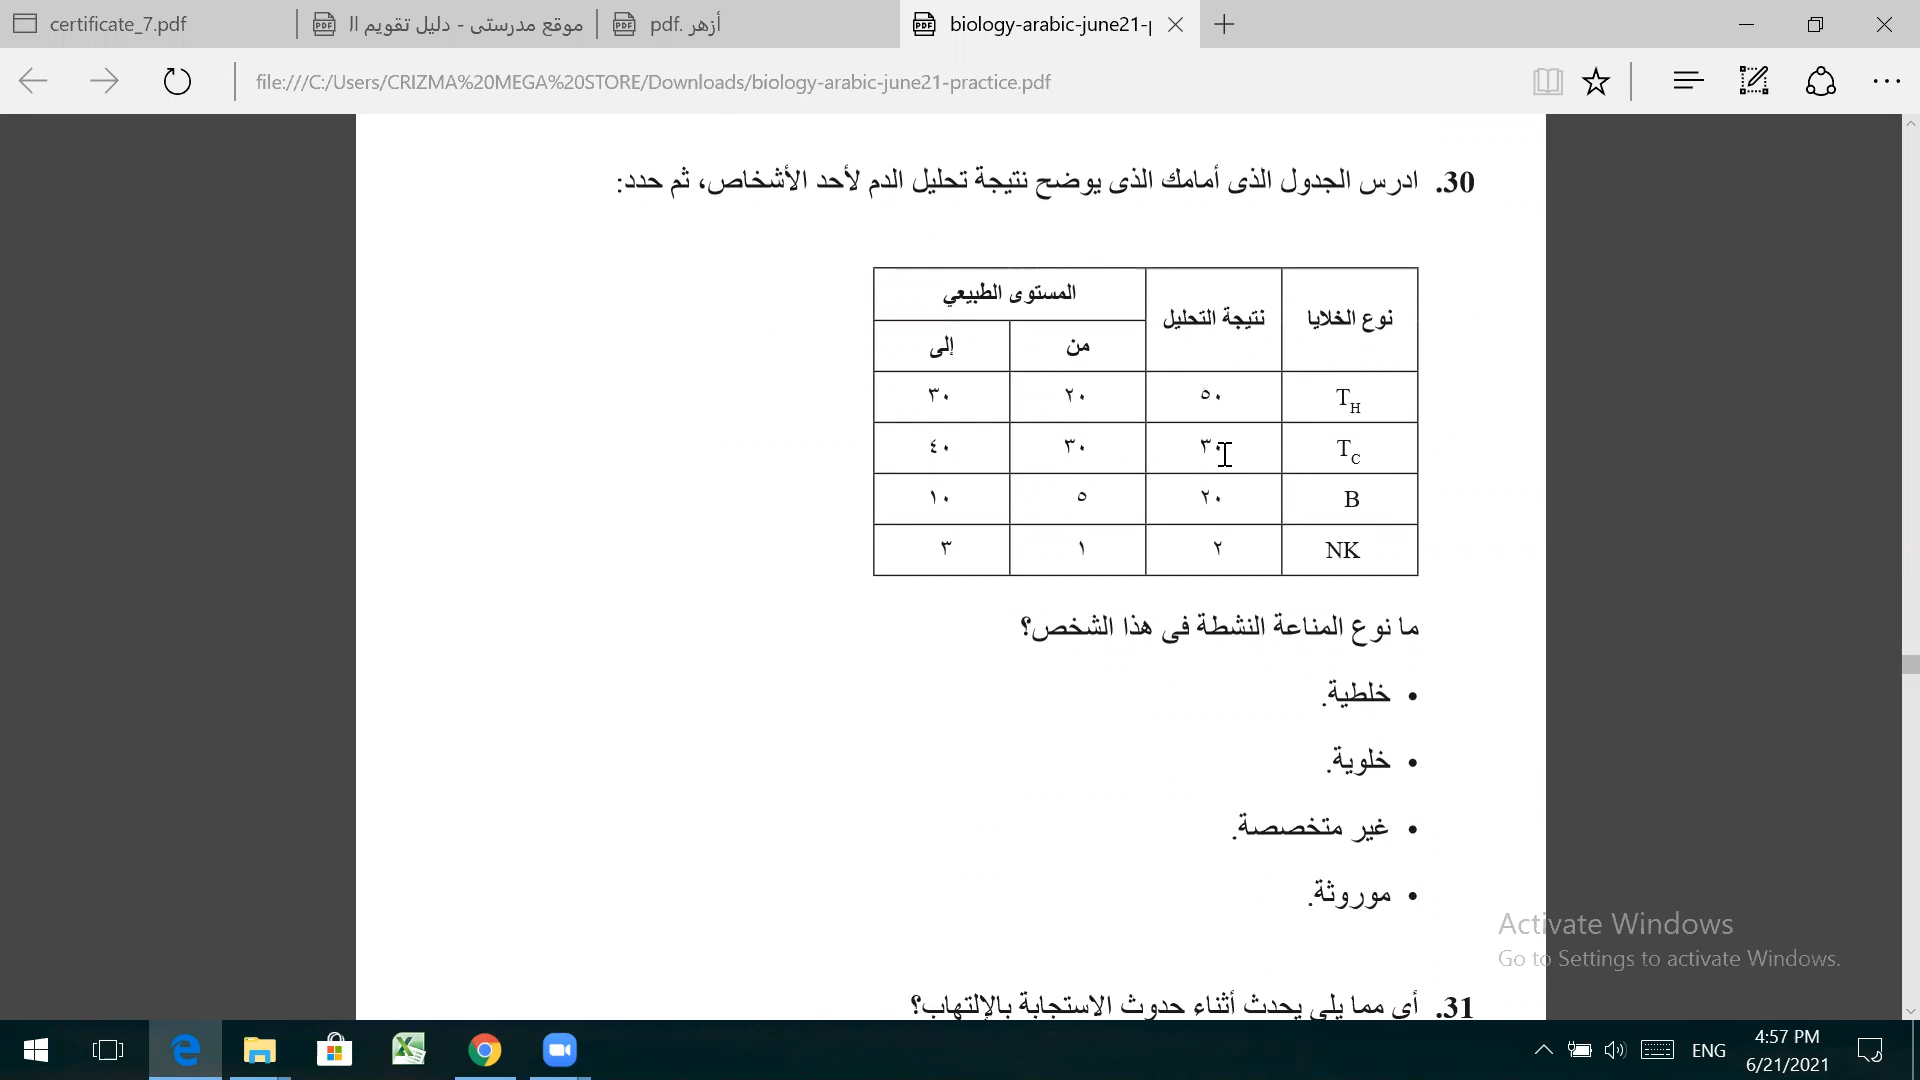 certificate_7.pdf
موقع مدرستى - دليل تقويم ال
أزهر .pdf
biology-arabic-june21-p
file:///C:/Users/CRIZMA%20MEGA%20STORE/Downloads/biology-arabic-june21-practice.pdf
30. ادرس الجدول الذى أمامك الذى يوضح نتيجة تحليل الدم لأحد الأشخاص، ثم حدد:
نوع الخلايا نتيجة التحليل المستوى الطبيعي
من إلى
TH ٥٠ ٢٠ ٣٠
TC ٣٠ ٣٠ ٤٠
B ٢٠ ٥ ١٠
NK ٢ ١ ٣
ما نوع المناعة النشطة فى هذا الشخص؟
• خلطية.
• خلوية.
• غير متخصصة.
• موروثة.
Activate Windows
Go to Settings to activate Windows.
31. أي مما يلي يحدث أثناء حدوث الاستجابة بالإلتهاب؟
ENG
4:57 PM
6/21/2021